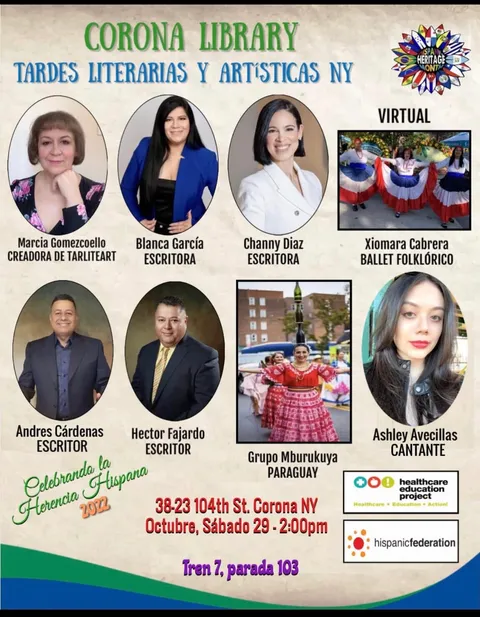 CORONA LIBRARY
TARDES LITERARIAS Y ARTÍSTICAS NY
HERITAGE
VIRTUAL
Marcia Gomezcoello
CREADORA DE TARLITEART
Blanca García
ESCRITORA
Channy Diaz
ESCRITORA
Xiomara Cabrera
BALLET FOLKLÓRICO
Andres Cárdenas
ESCRITOR
Hector Fajardo
ESCRITOR
Grupo Mburukuya
PARAGUAY
Ashley Avecillas
CANTANTE
Celebrando la
Herencia Hispana
2022
38-23 104th St. Corona NY
Octubre, Sábado 29 - 2:00pm
Tren 7, parada 103
healthcare
education
project
Healthcare • Education • Action!
hispanicfederation